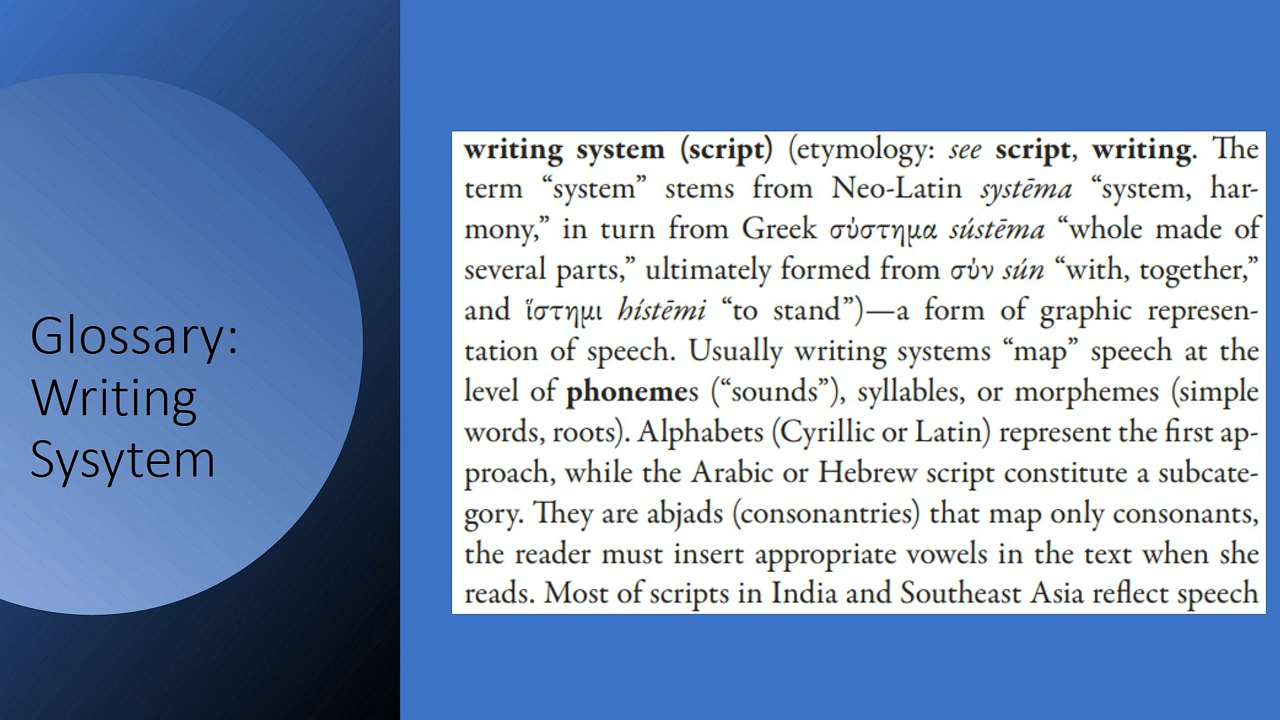 Glossary:
Writing
Sysytem
writing system (script) (etymology: see script, writing. The
term “system” stems from Neo-Latin systēma “system, har-
mony,” in turn from Greek σὐστημα sústēma “whole made of
several parts,” ultimately formed from σὐν sún “with, together,”
and ἵστημι hístēmi “to stand”)—a form of graphic represen-
tation of speech. Usually writing systems “map” speech at the
level of phonemes (“sounds”), syllables, or morphemes (simple
words, roots). Alphabets (Cyrillic or Latin) represent the first ap-
proach, while the Arabic or Hebrew script constitute a subcate-
gory. They are abjads (consonantries) that map only consonants,
the reader must insert appropriate vowels in the text when she
reads. Most of scripts in India and Southeast Asia reflect speech